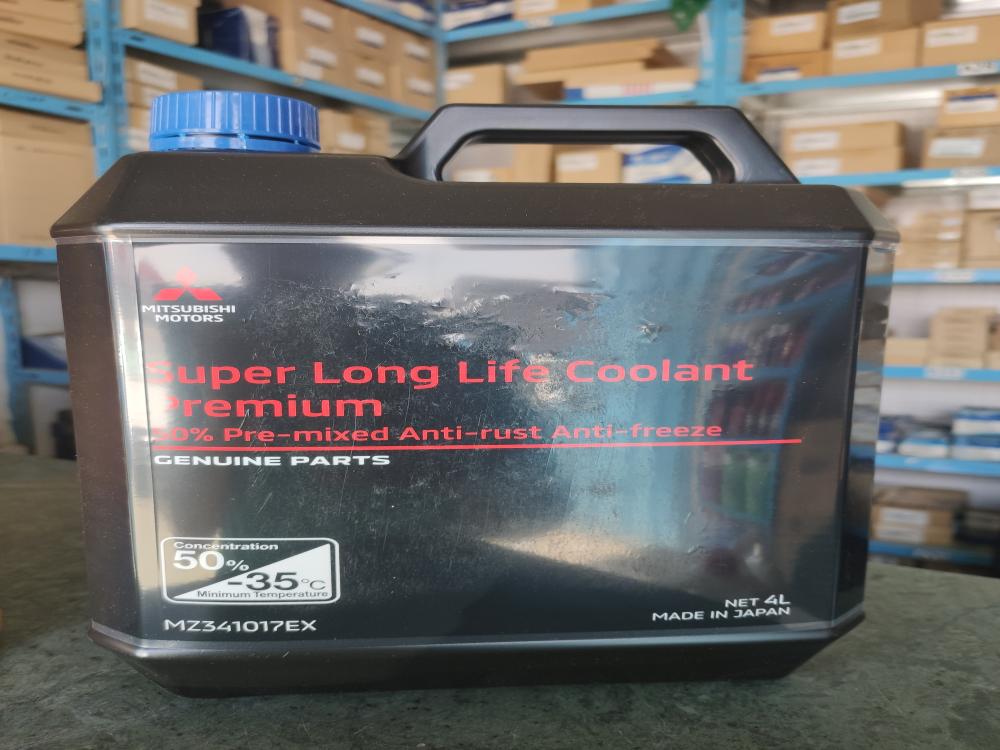 MITSUBISHI
MOTORS
Super Long Life Coolant
Premium
50% Pre-mixed Anti-rust Anti-freeze
GENUINE PARTS
Concentration
50%
-35°C
Minimum Temperature
MZ341017EX
NET 4L
MADE IN JAPAN